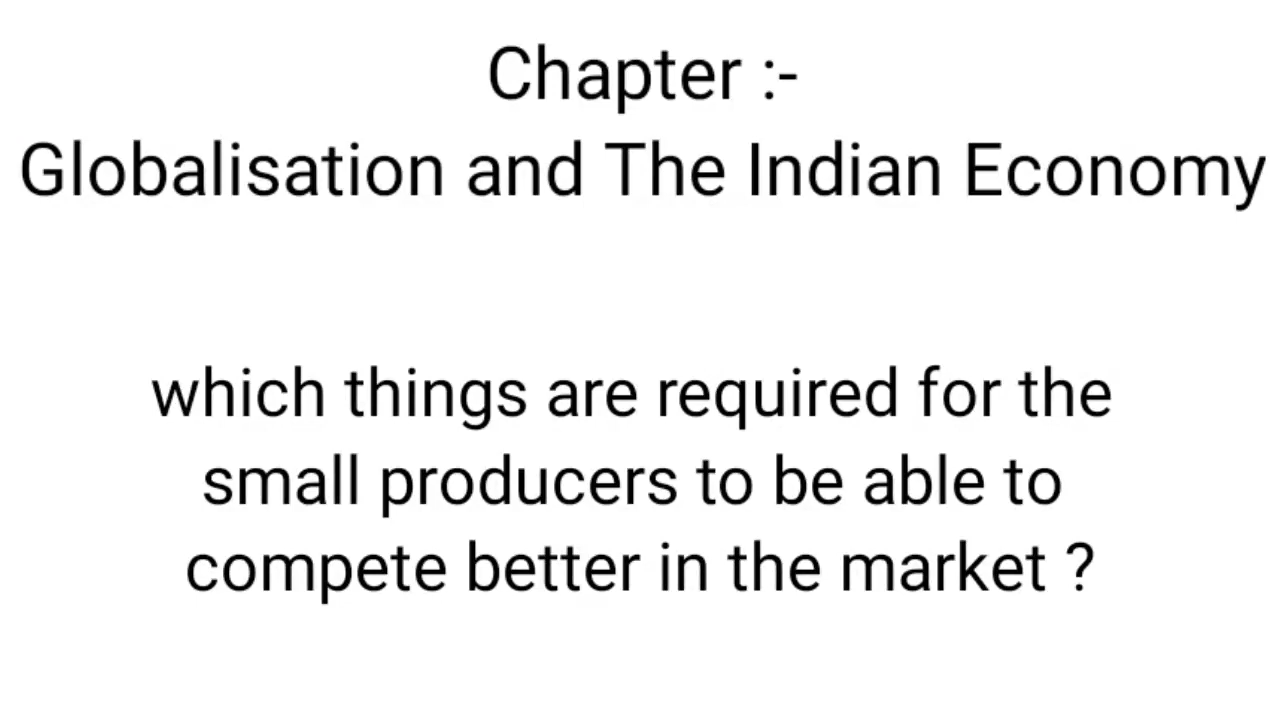 Chapter :-
Globalisation and The Indian Economy
which things are required for the
small producers to be able to
compete better in the market ?